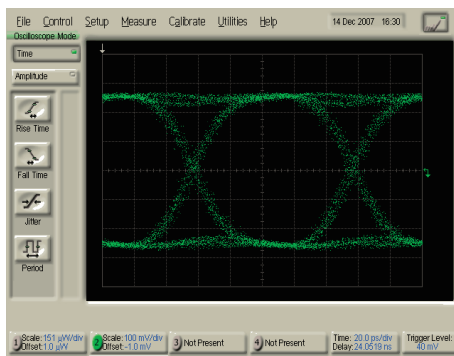 File Control Setup Measure Calibrate Utilities Help 14 Dec 2007 16:30
Oscilloscope Mode
Time
Amplitude
Rise Time
Fall Time
Jitter
Period
1 Scale: 151 µW/div
Offset: 1.0 µW
2 Scale: 100 mV/div
Offset: -1.0 mV
3 Not Present
4 Not Present
Time: 20.0 ps/div
Delay: 24.0519 ns
Trigger Level:
40 mV